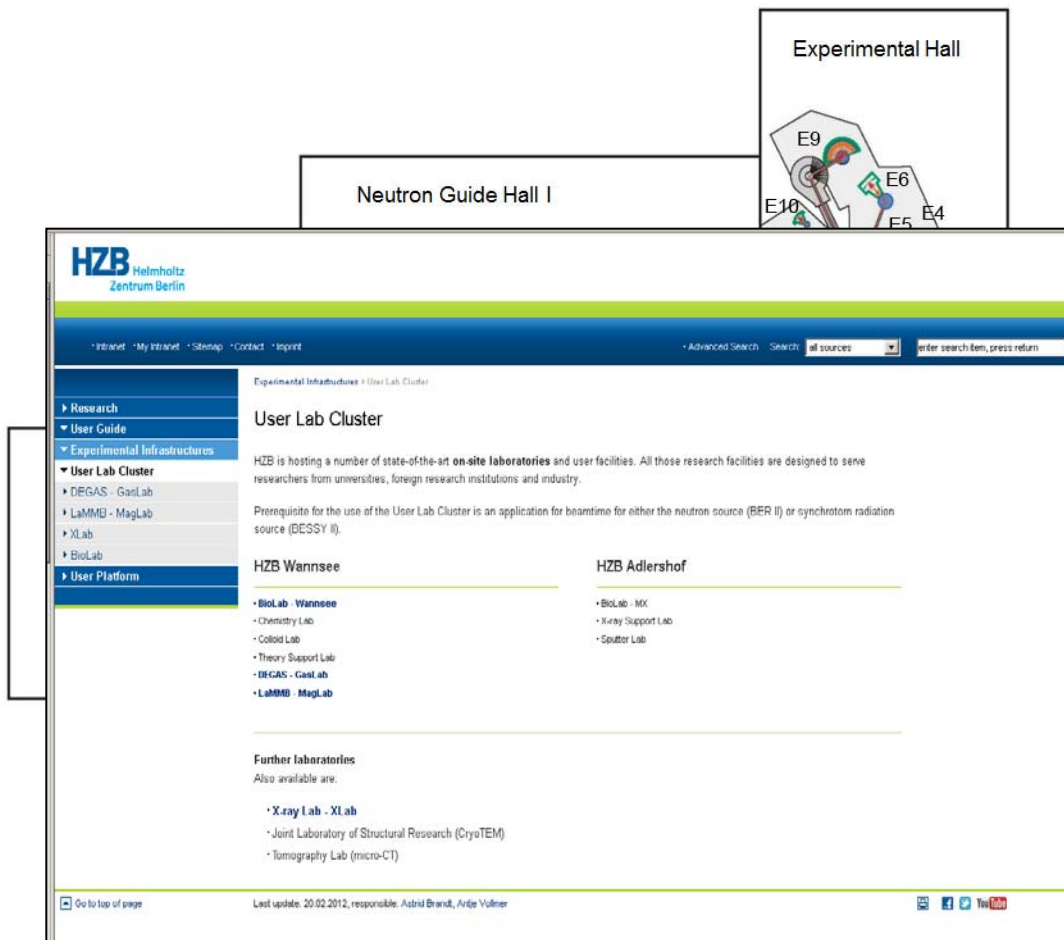 Experimental Hall
E9
Neutron Guide Hall I
E6
E10
E4
E5
HZB Helmholtz
Zentrum Berlin
Intranet My Intranet Sitemap Contact Imprint
Advanced Search Search: all sources enter search item, press return
Experimental Infrastructures > User Lab Cluster
Research
User Guide
Experimental Infrastructures
User Lab Cluster
DEGAS - GasLab
LaMMB - MagLab
XLab
BioLab
User Platform
User Lab Cluster
HZB is hosting a number of state-of-the-art on-site laboratories and user facilities. All those research facilities are designed to serve
researchers from universities, foreign research institutions and industry.
Prerequisite for the use of the User Lab Cluster is an application for beamtime for either the neutron source (BER II) or synchrotorn radiation
source (BESSY II).
HZB Wannsee
BioLab - Wannsee
Chemistry Lab
Colloid Lab
Theory Support Lab
DEGAS - GasLab
LaMMB - MagLab
HZB Adlershof
BioLab - MX
X-ray Support Lab
Sputter Lab
Further laboratories
Also available are:
X-ray Lab - XLab
Joint Laboratory of Structural Research (CryoTEM)
Tomography Lab (micro-CT)
Go to top of page
Last update: 20.02.2012, responsible: Astrid Brandt, Antje Vollmer
YouTube